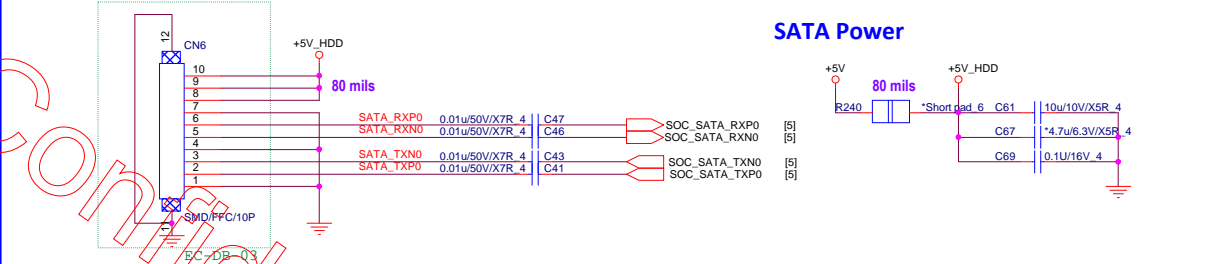 SATA Power
12
CN6
+5V_HDD
10
9
8
7
6
5
4
3
2
1
80 mils
SATA_RXP0 0.01u/50V/X7R_4 C47 SOC_SATA_RXP0 [5]
SATA_RXN0 0.01u/50V/X7R_4 C46 SOC_SATA_RXN0 [5]
SATA_TXN0 0.01u/50V/X7R_4 C43 SOC_SATA_TXN0 [5]
SATA_TXP0 0.01u/50V/X7R_4 C41 SOC_SATA_TXP0 [5]
11
SMD/FFC/10P
EC-DB-03
+5V
80 mils
+5V_HDD
R240 *Short pad_6 C61 10u/10V/X5R_4
C67 *4.7u/6.3V/X5R_4
C69 0.1U/16V_4